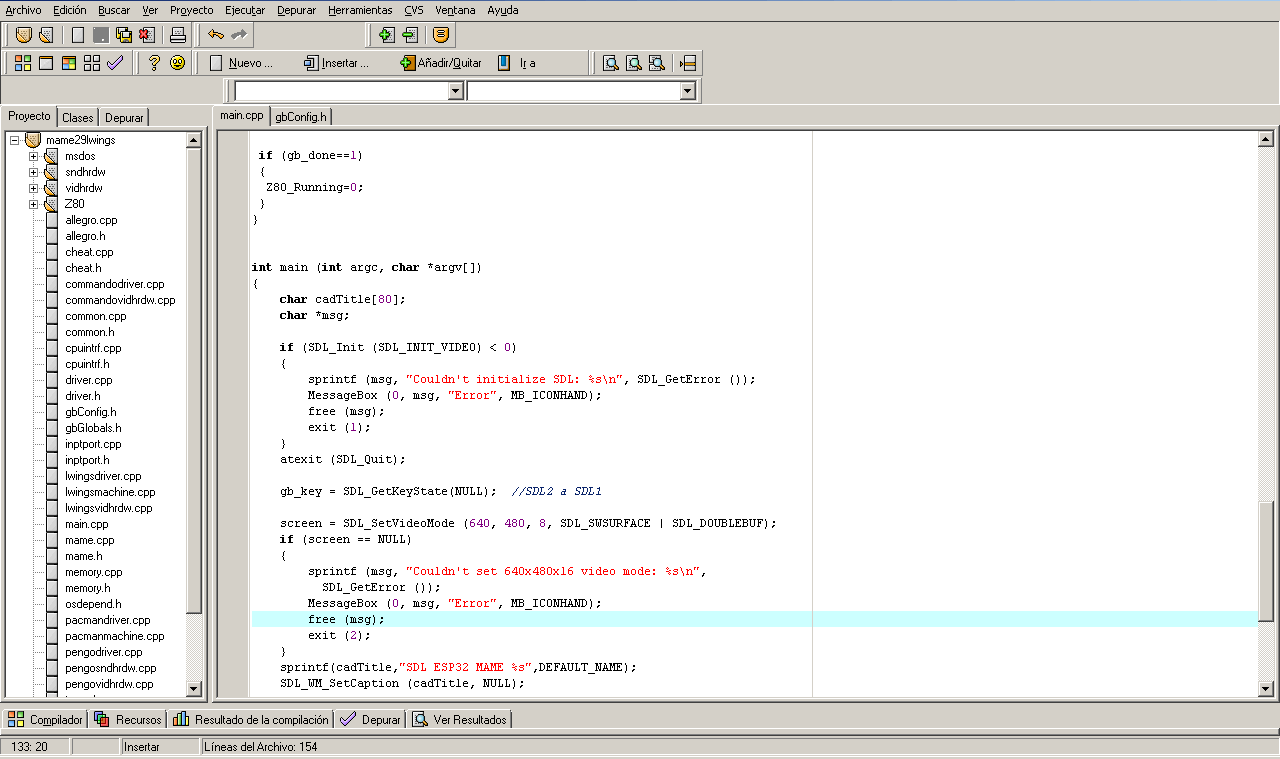 Archivo Edición Buscar Ver Proyecto Ejecutar Depurar Herramientas CVS Ventana Ayuda
Nuevo ... Insertar ... Añadir/Quitar Ir a
Proyecto Clases Depurar
mame29lwings
msdos
sndhrdw
vidhrdw
Z80
allegro.cpp
allegro.h
cheat.cpp
cheat.h
commandodriver.cpp
commandovidhrdw.cpp
common.cpp
common.h
cpuintrf.cpp
cpuintrf.h
driver.cpp
driver.h
gbConfig.h
gbGlobals.h
inptport.cpp
inptport.h
lwingsdriver.cpp
lwingsmachine.cpp
lwingsvidhrdw.cpp
main.cpp
mame.cpp
mame.h
memory.cpp
memory.h
osdepend.h
pacmandriver.cpp
pacmanmachine.cpp
pengodriver.cpp
pengosndhrdw.cpp
pengovidhrdw.cpp
main.cpp gbConfig.h
if (gb_done==1)
{
Z80_Running=0;
}
}
int main (int argc, char *argv[])
{
char cadTitle[80];
char *msg;
if (SDL_Init (SDL_INIT_VIDEO) < 0)
{
sprintf (msg, "Couldn't initialize SDL: %s\n", SDL_GetError ());
MessageBox (0, msg, "Error", MB_ICONHAND);
free (msg);
exit (1);
}
atexit (SDL_Quit);
gb_key = SDL_GetKeyState(NULL); //SDL2 a SDL1
screen = SDL_SetVideoMode (640, 480, 8, SDL_SWSURFACE | SDL_DOUBLEBUF);
if (screen == NULL)
{
sprintf (msg, "Couldn't set 640x480x16 video mode: %s\n",
SDL_GetError ());
MessageBox (0, msg, "Error", MB_ICONHAND);
free (msg);
exit (2);
}
sprintf(cadTitle,"SDL ESP32 MAME %s",DEFAULT_NAME);
SDL_WM_SetCaption (cadTitle, NULL);
Compilador Recursos Resultado de la compilación Depurar Ver Resultados
133: 20 Insertar Líneas del Archivo: 154